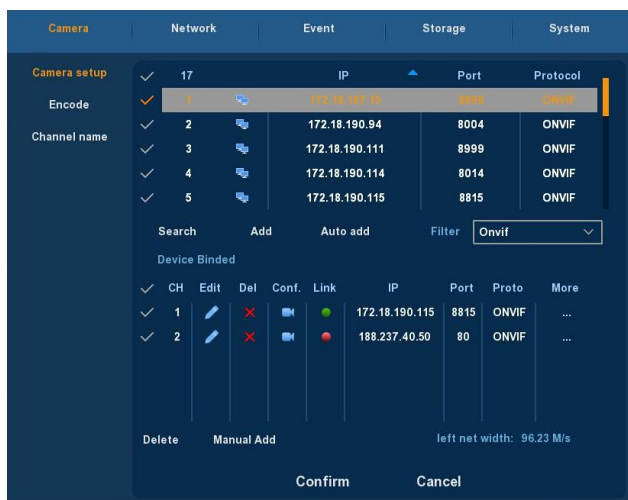 Camera Network Event Storage System
Camera setup
Encode
Channel name
17 IP Port Protocol
1 ONVIF
2 172.18.190.94 8004 ONVIF
3 172.18.190.111 8999 ONVIF
4 172.18.190.114 8014 ONVIF
5 172.18.190.115 8815 ONVIF
Search Add Auto add Filter Onvif
Device Binded
CH Edit Del Conf. Link IP Port Proto More
1 172.18.190.115 8815 ONVIF ...
2 188.237.40.50 80 ONVIF ...
Delete Manual Add left net width: 96.23 M/s
Confirm Cancel